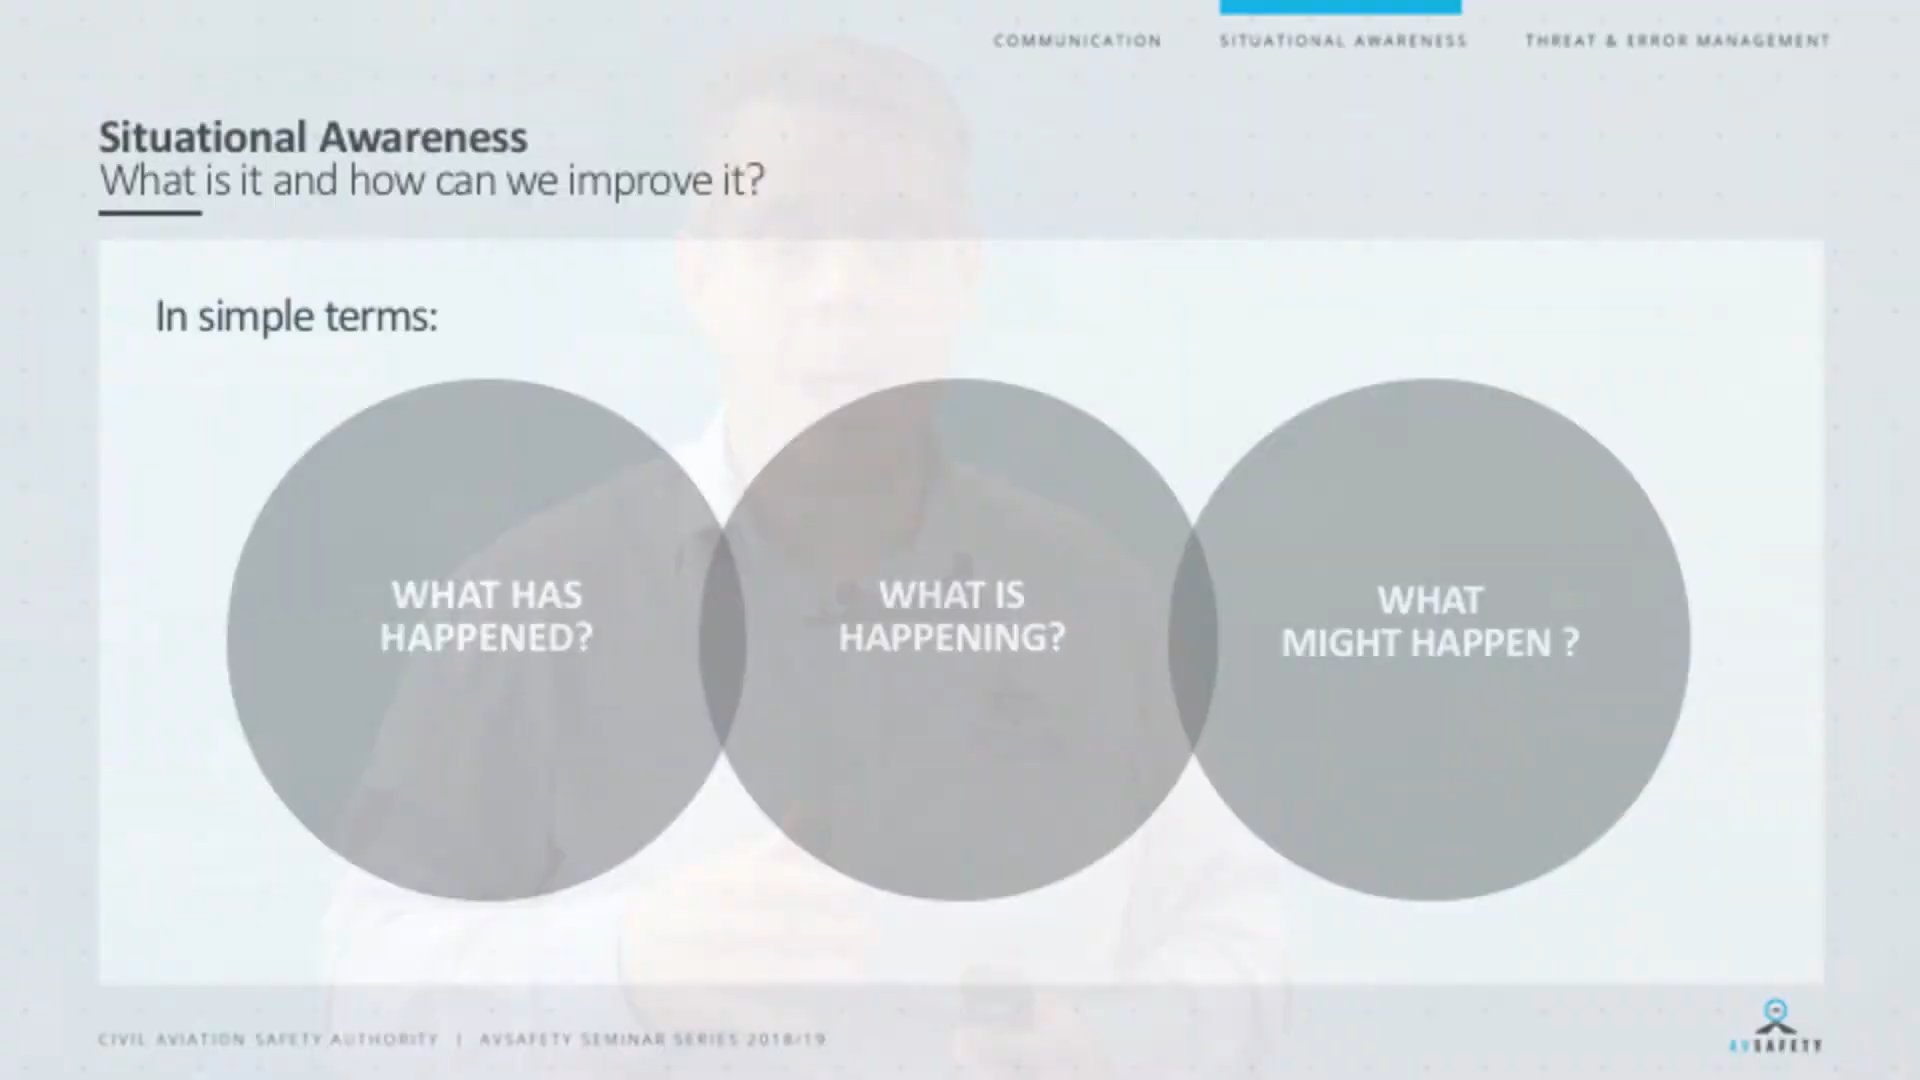 COMMUNICATION SITUATIONAL AWARENESS THREAT & ERROR MANAGEMENT
Situational Awareness
What is it and how can we improve it?
In simple terms:
WHAT HAS
HAPPENED?
WHAT IS
HAPPENING?
WHAT
MIGHT HAPPEN ?
CIVIL AVIATION SAFETY AUTHORITY | AVSAFETY SEMINAR SERIES 2018/19
AVSAFETY